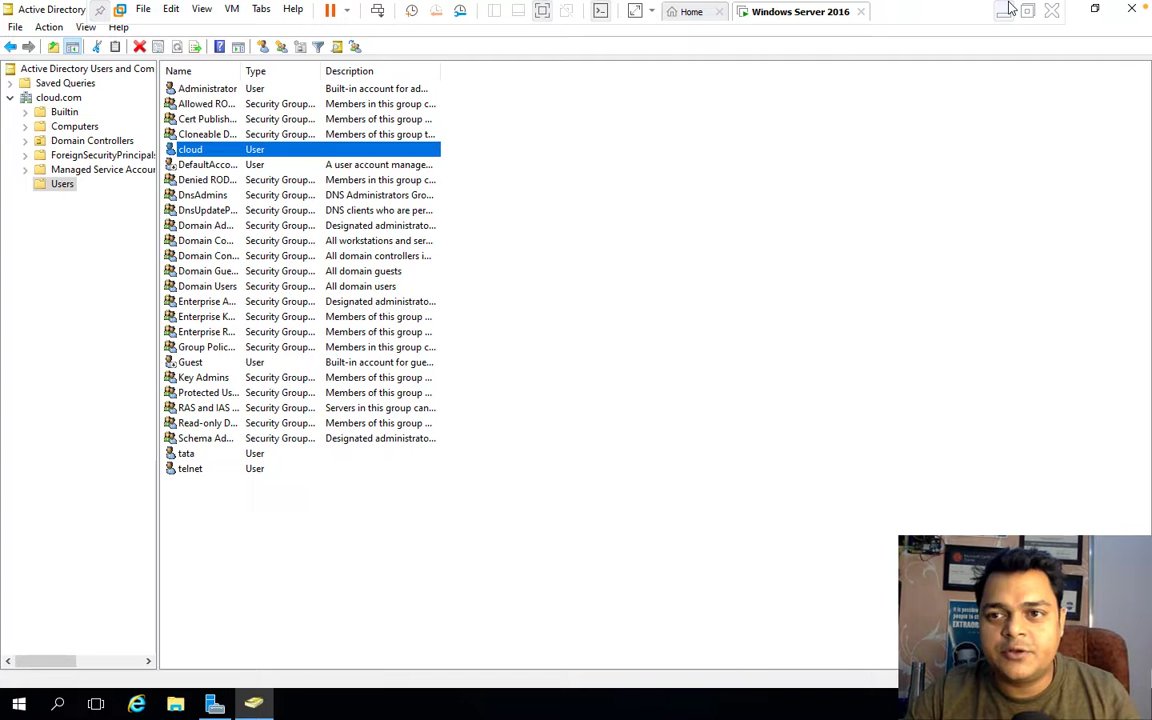 Active Directory
File Edit View VM Tabs Help
Home
Windows Server 2016
File Action View Help
Active Directory Users and Com
Saved Queries
cloud.com
Builtin
Computers
Domain Controllers
ForeignSecurityPrincipals
Managed Service Accour
Users
Name Type Description
Administrator User Built-in account for ad...
Allowed RO... Security Group... Members in this group c...
Cert Publish... Security Group... Members of this group ...
Cloneable D... Security Group... Members of this group t...
cloud User
DefaultAcco... User A user account manage...
Denied ROD... Security Group... Members in this group c...
DnsAdmins Security Group... DNS Administrators Gro...
DnsUpdateP... Security Group... DNS clients who are per...
Domain Ad... Security Group... Designated administrato...
Domain Co... Security Group... All workstations and ser...
Domain Con... Security Group... All domain controllers i...
Domain Gue... Security Group... All domain guests
Domain Users Security Group... All domain users
Enterprise A... Security Group... Designated administrato...
Enterprise K... Security Group... Members of this group ...
Enterprise R... Security Group... Members of this group ...
Group Polic... Security Group... Members in this group c...
Guest User Built-in account for gue...
Key Admins Security Group... Members of this group ...
Protected Us... Security Group... Members of this group ...
RAS and IAS ... Security Group... Servers in this group can...
Read-only D... Security Group... Members of this group ...
Schema Ad... Security Group... Designated administrato...
tata User
telnet User